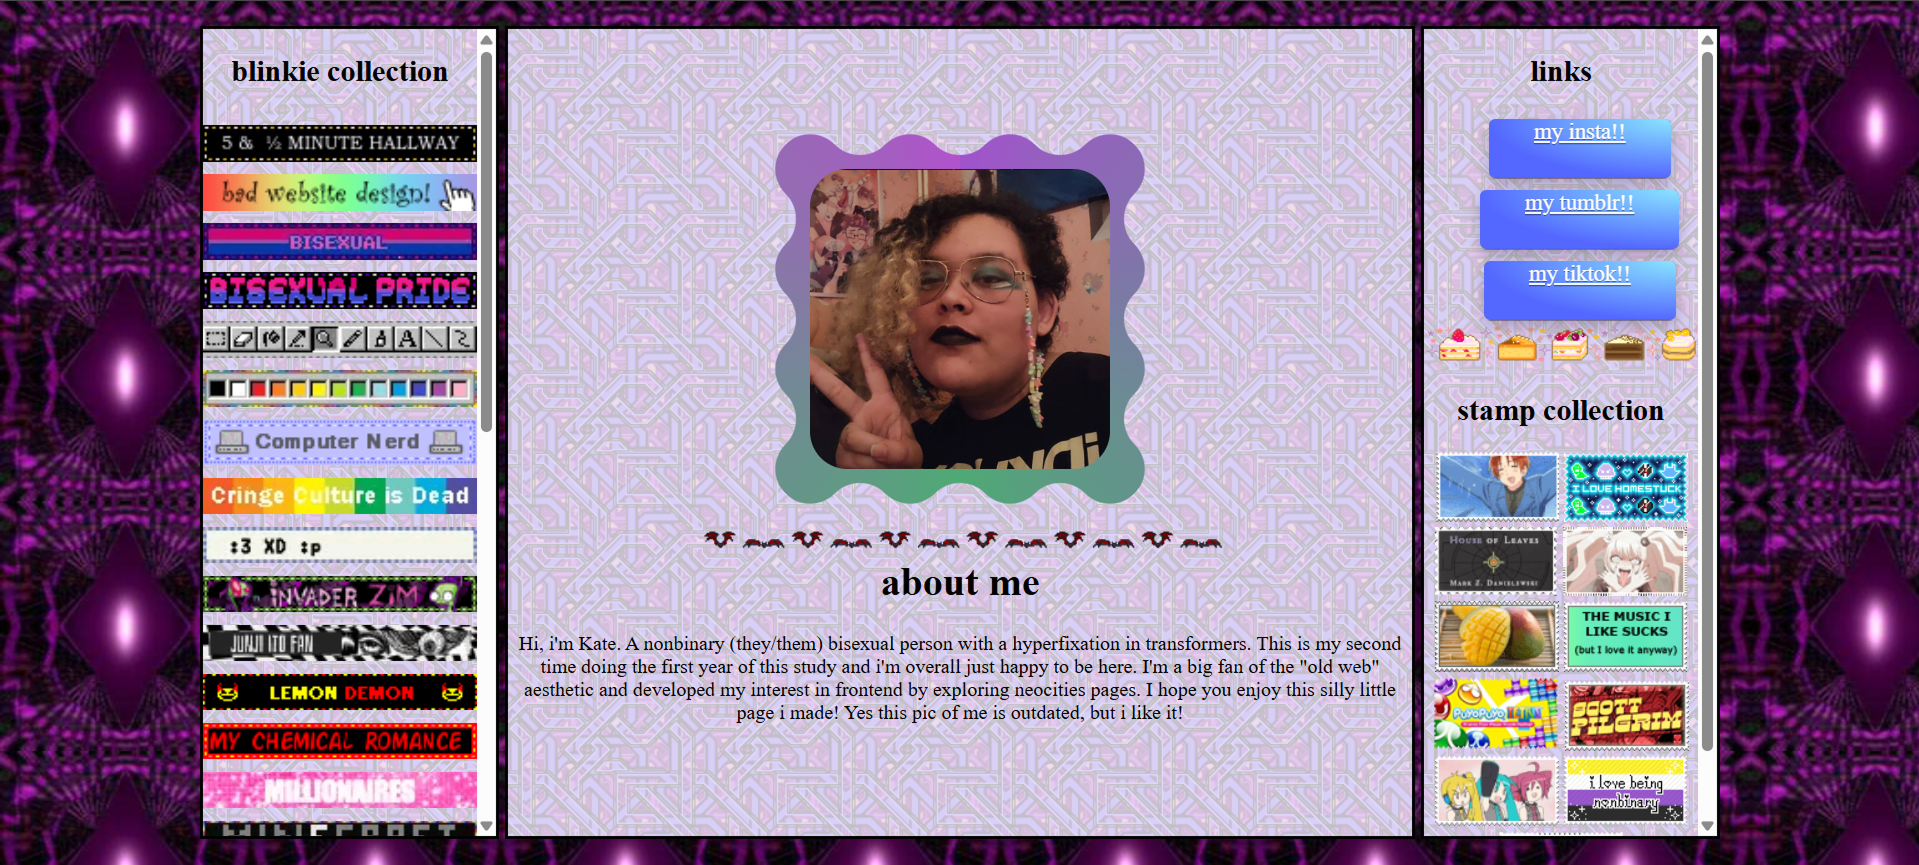 blinkie collection
5 & ½ MINUTE HALLWAY
bad website design!
BISEXUAL
BISEXUAL PRIDE
A
Computer Nerd
Cringe Culture is Dead
:3 XD :p
iNVADER ZiM
JUNJI ITO FAN
LEMON DEMON
MY CHEMICAL ROMANCE
MILLIONAIRES
about me
Hi, i'm Kate. A nonbinary (they/them) bisexual person with a hyperfixation in transformers. This is my second
time doing the first year of this study and i'm overall just happy to be here. I'm a big fan of the "old web"
aesthetic and developed my interest in frontend by exploring neocities pages. I hope you enjoy this silly little
page i made! Yes this pic of me is outdated, but i like it!
links
my insta!!
my tumblr!!
my tiktok!!
stamp collection
I LOVE HOMESTUCK
HOUSE OF LEAVES
MARK Z. DANIELEWSKI
THE MUSIC I
LIKE SUCKS
(but I love it anyway)
SCOTT
PILGRIM
i love being
nonbinary